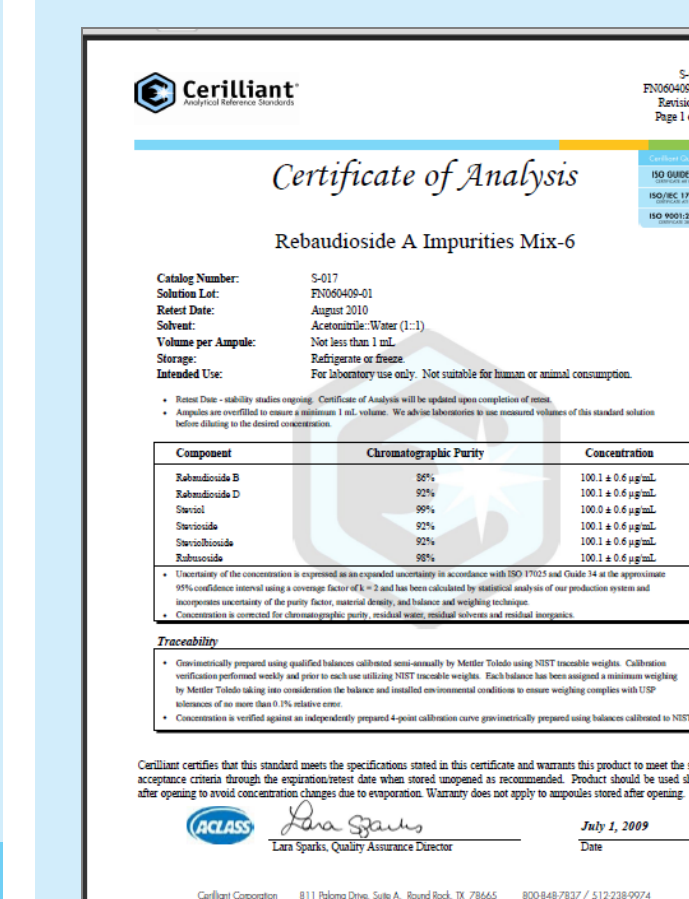 Cerilliant
Analytical Reference Standards
S-
FN060409
Revisio
Page 1 o
Certificate of Analysis
ISO GUIDE
ISO/IEC 17
ISO 9001:2
Rebaudioside A Impurities Mix-6
Catalog Number: S-017
Solution Lot: FN060409-01
Retest Date: August 2010
Solvent: Acetonitrile::Water (1::1)
Volume per Ampule: Not less than 1 mL
Storage: Refrigerate or freeze.
Intended Use: For laboratory use only. Not suitable for human or animal consumption.
• Retest Date - stability studies ongoing. Certificate of Analysis will be updated upon completion of retest.
• Ampules are overfilled to ensure a minimum 1 mL volume. We advise laboratories to use measured volumes of this standard solution
before diluting to the desired concentration.
Component Chromatographic Purity Concentration
Rebaudioside B 86% 100.1 ± 0.6 µg/mL
Rebaudioside D 92% 100.1 ± 0.6 µg/mL
Steviol 99% 100.0 ± 0.6 µg/mL
Stevioside 92% 100.1 ± 0.6 µg/mL
Steviolbioside 92% 100.1 ± 0.6 µg/mL
Rubusoside 98% 100.1 ± 0.6 µg/mL
• Uncertainty of the concentration is expressed as an expanded uncertainty in accordance with ISO 17025 and Guide 34 at the approximate
95% confidence interval using a coverage factor of k = 2 and has been calculated by statistical analysis of our production system and
incorporates uncertainty of the purity factor, material density, and balance and weighing technique.
• Concentration is corrected for chromatographic purity, residual water, residual solvents and residual inorganics.
Traceability
• Gravimetrically prepared using qualified balances calibrated semi-annually by Mettler Toledo using NIST traceable weights. Calibration
verification performed weekly and prior to each use utilizing NIST traceable weights. Each balance has been assigned a minimum weighing
by Mettler Toledo taking into consideration the balance and installed environmental conditions to ensure weighing complies with USP
tolerances of no more than 0.1% relative error.
• Concentration is verified against an independently prepared 4-point calibration curve gravimetrically prepared using balances calibrated to NIST
Cerilliant certifies that this standard meets the specifications stated in this certificate and warrants this product to meet the s
acceptance criteria through the expiration/retest date when stored unopened as recommended. Product should be used sh
after opening to avoid concentration changes due to evaporation. Warranty does not apply to ampoules stored after opening.
ACLASS
Lara Sparks
July 1, 2009
Lara Sparks, Quality Assurance Director
Date
Cerilliant Corporation 811 Paloma Drive, Suite A, Round Rock, TX 78665 800-848-7837 / 512-238-9974